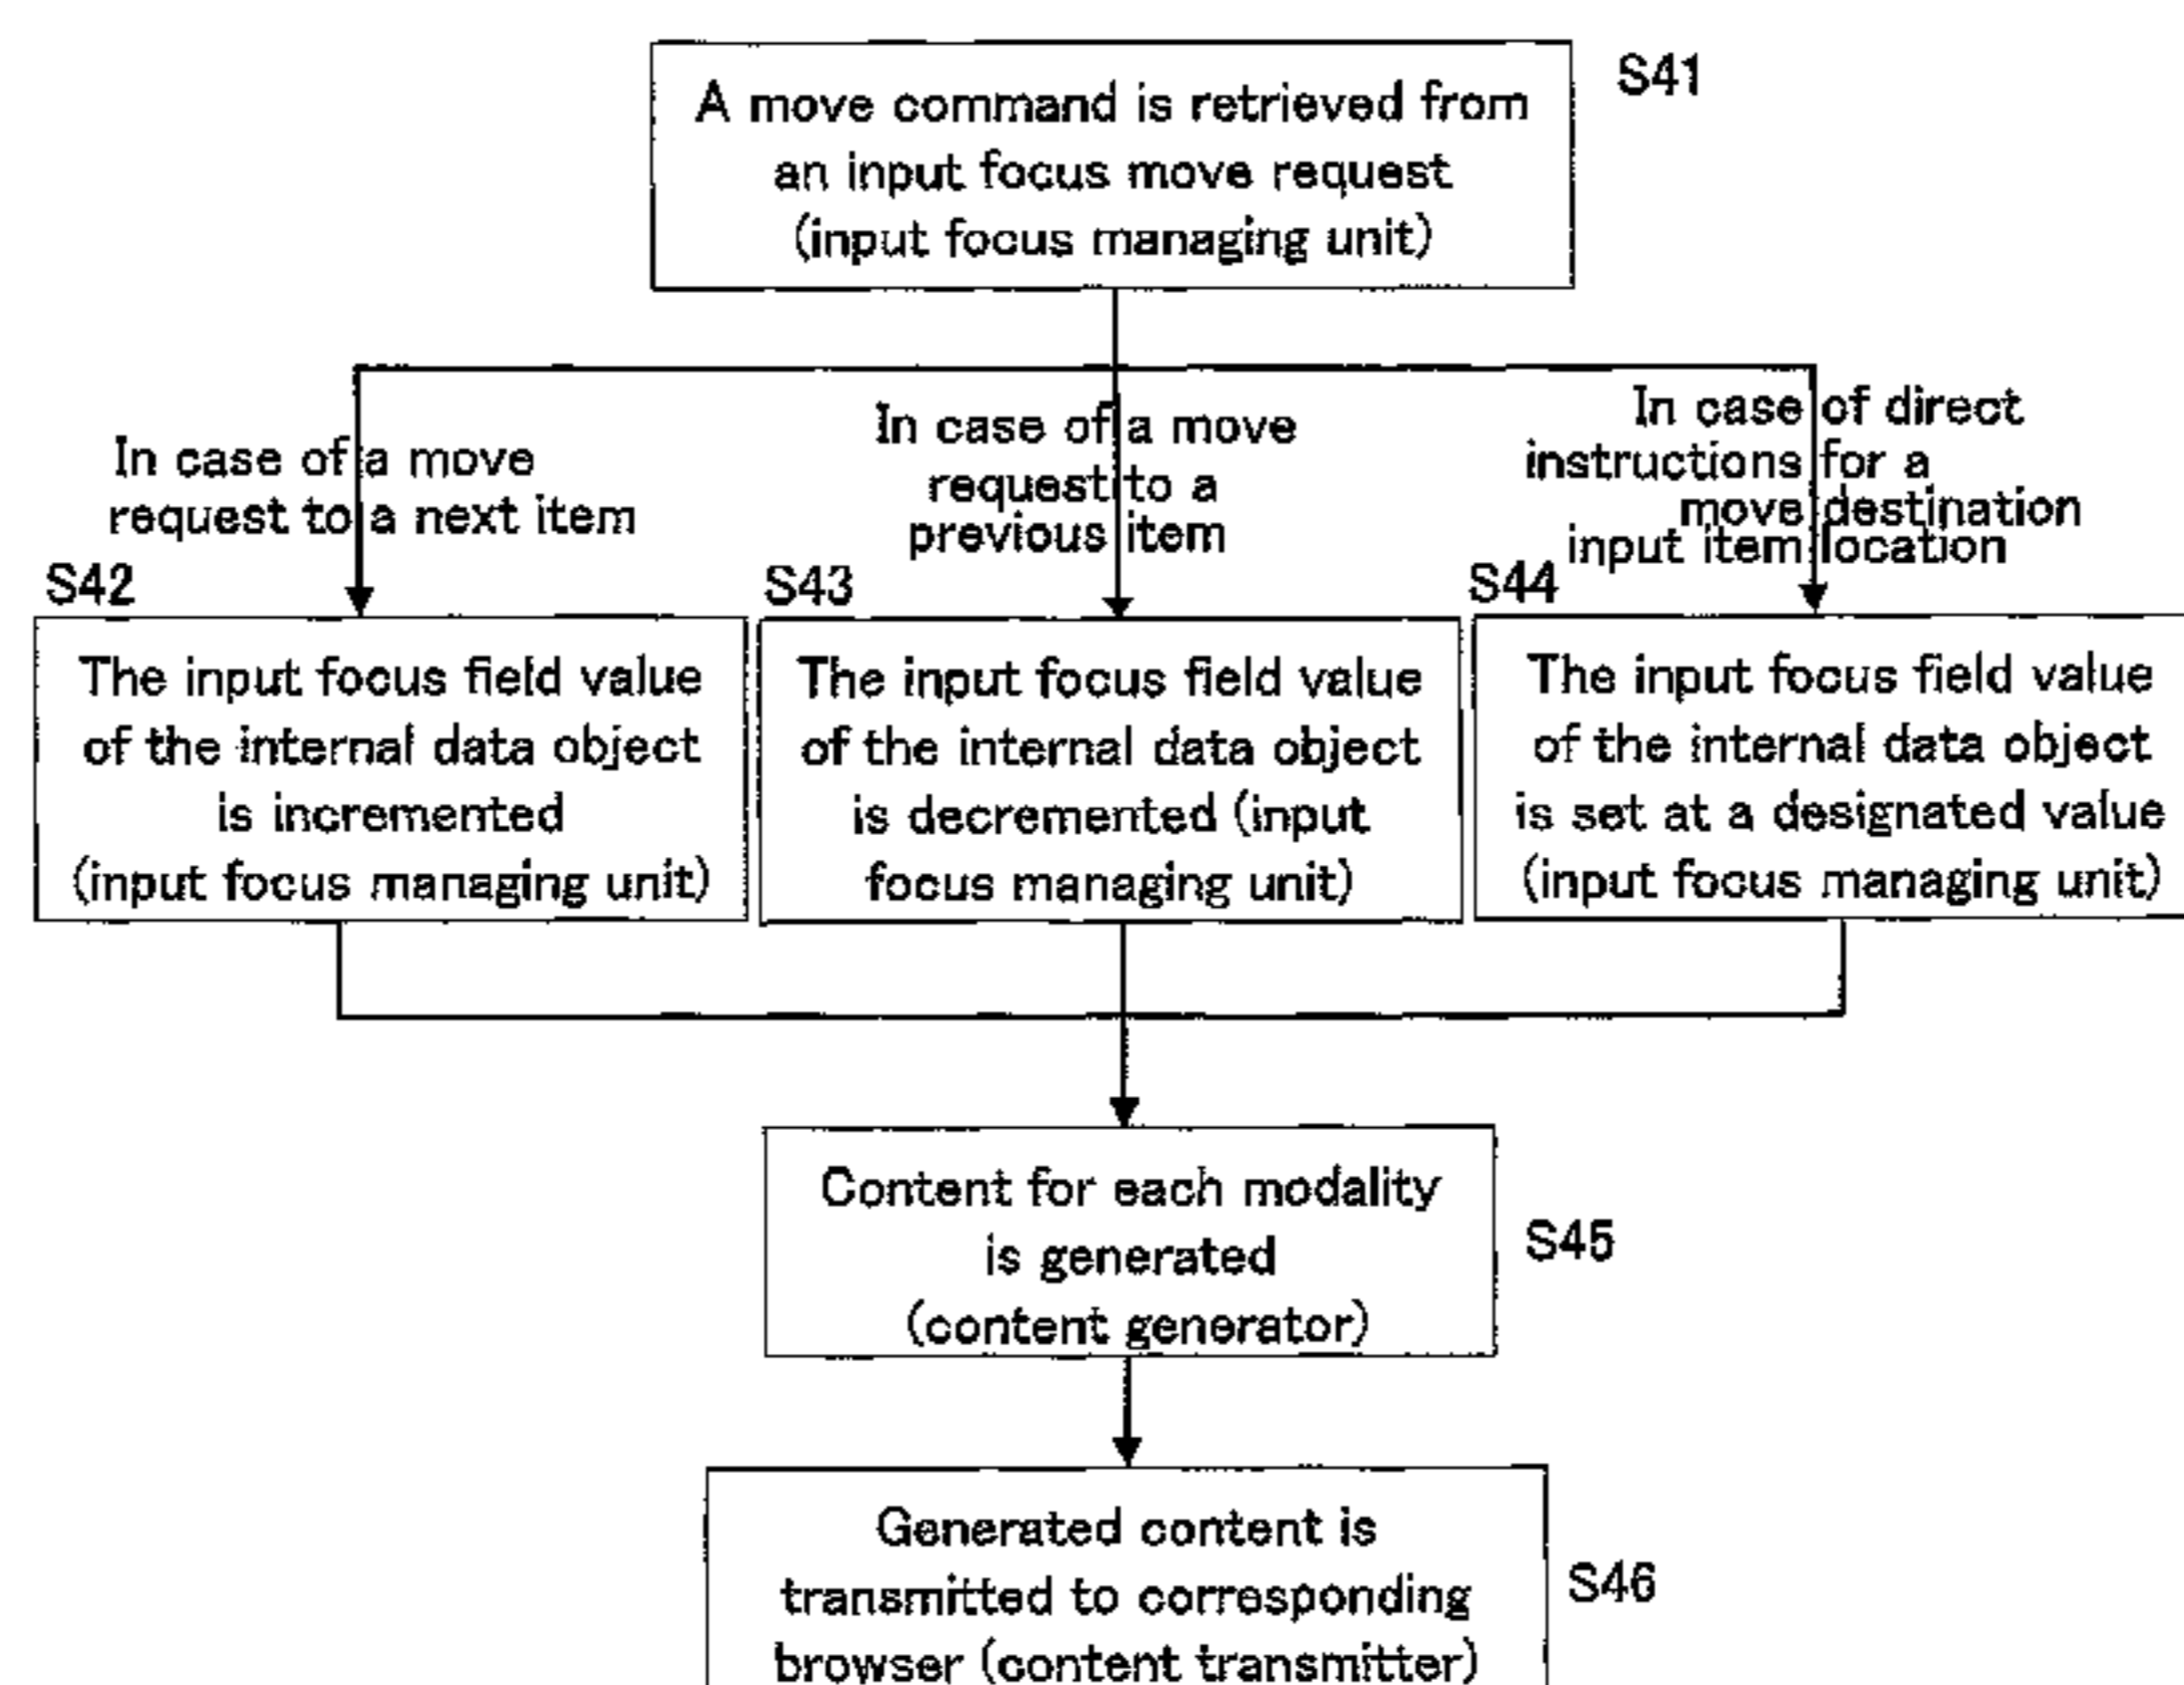 A move command is retrieved from
an input focus move request
(input focus managing unit)
S41
In case of a move
request to a next item
In case of a move
request to a
previous item
In case of direct
instructions for a
move destination
input item location
S42
The input focus field value
of the internal data object
is incremented
(input focus managing unit)
S43
The input focus field value
of the internal data object
is decremented (input
focus managing unit)
S44
The input focus field value
of the internal data object
is set at a designated value
(input focus managing unit)
Content for each modality
is generated
(content generator)
S45
Generated content is
transmitted to corresponding
browser (content transmitter)
S46